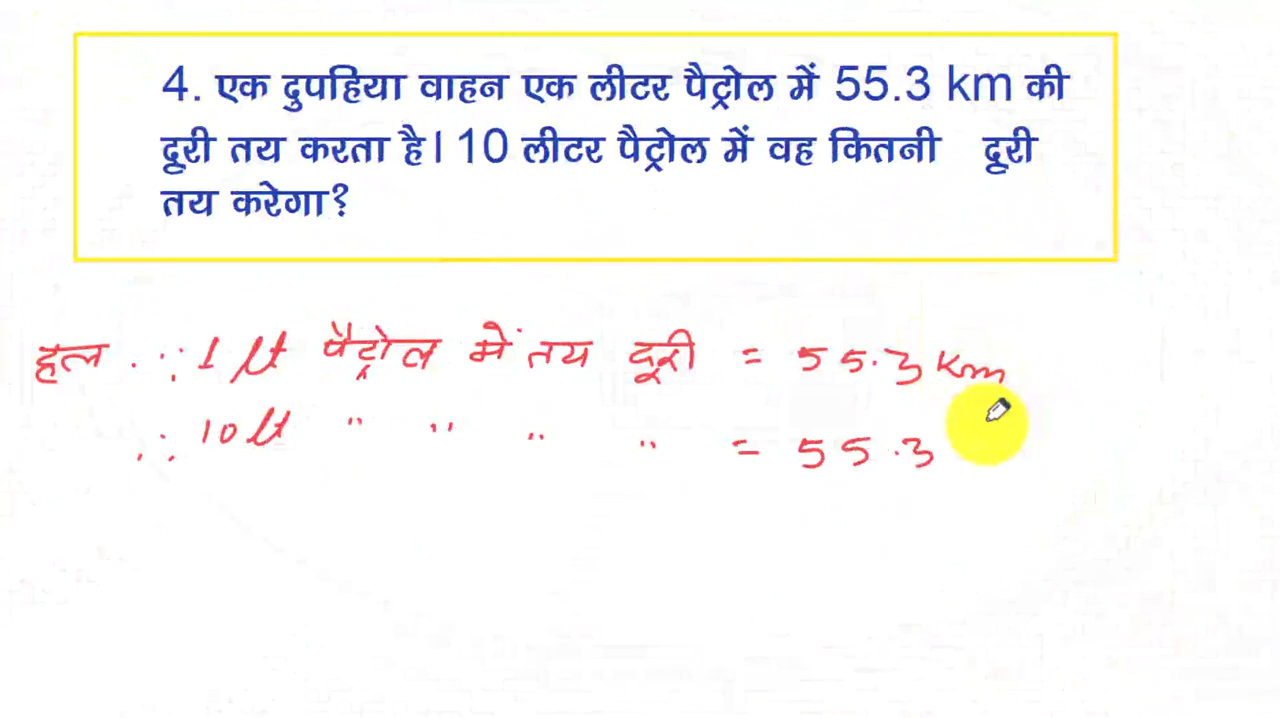 4. एक दुपहिया वाहन एक लीटर पैट्रोल में 55.3 km की
दूरी तय करता है। 10 लीटर पैट्रोल में वह कितनी दूरी
तय करेगा?
हल ∵ 1 lt पैट्रोल में तय दूरी = 55.3 km
∴ 10 lt " " " " = 55.3